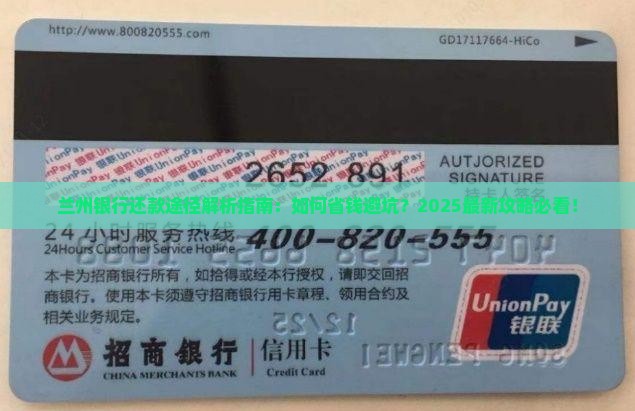 http://www.800820555.com
GD17117664-HiCo
2652 891
AUTJORIZED
SIGNATURE
持卡人签名
兰州银行还款途径解析指南：如何省钱避坑？2025最新攻略必看！
24小时服务热线 400-820-555
24Hours Customer Service Hotline
本卡为招商银行所有，如拾得或经本行授权，请即交回招
商银行。使用本卡须遵守招商银行用卡章程、领用合约及
相关业务规定。
UnionPay
银联
12/25
招商银行 信用卡
CHINA MERCHANTS BANK Credit Card
SONG PENGWEI